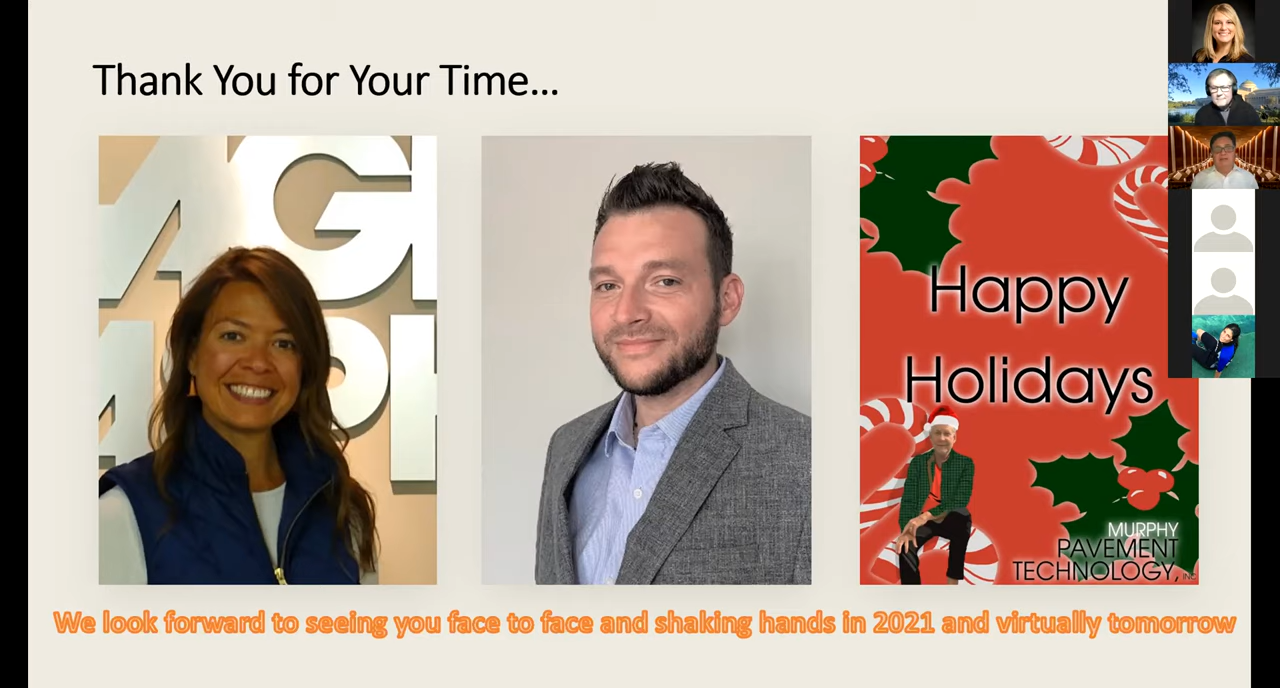 Thank You for Your Time...
Happy
Holidays
MURPHY
PAVEMENT
TECHNOLOGY, INC
We look forward to seeing you face to face and shaking hands in 2021 and virtually tomorrow